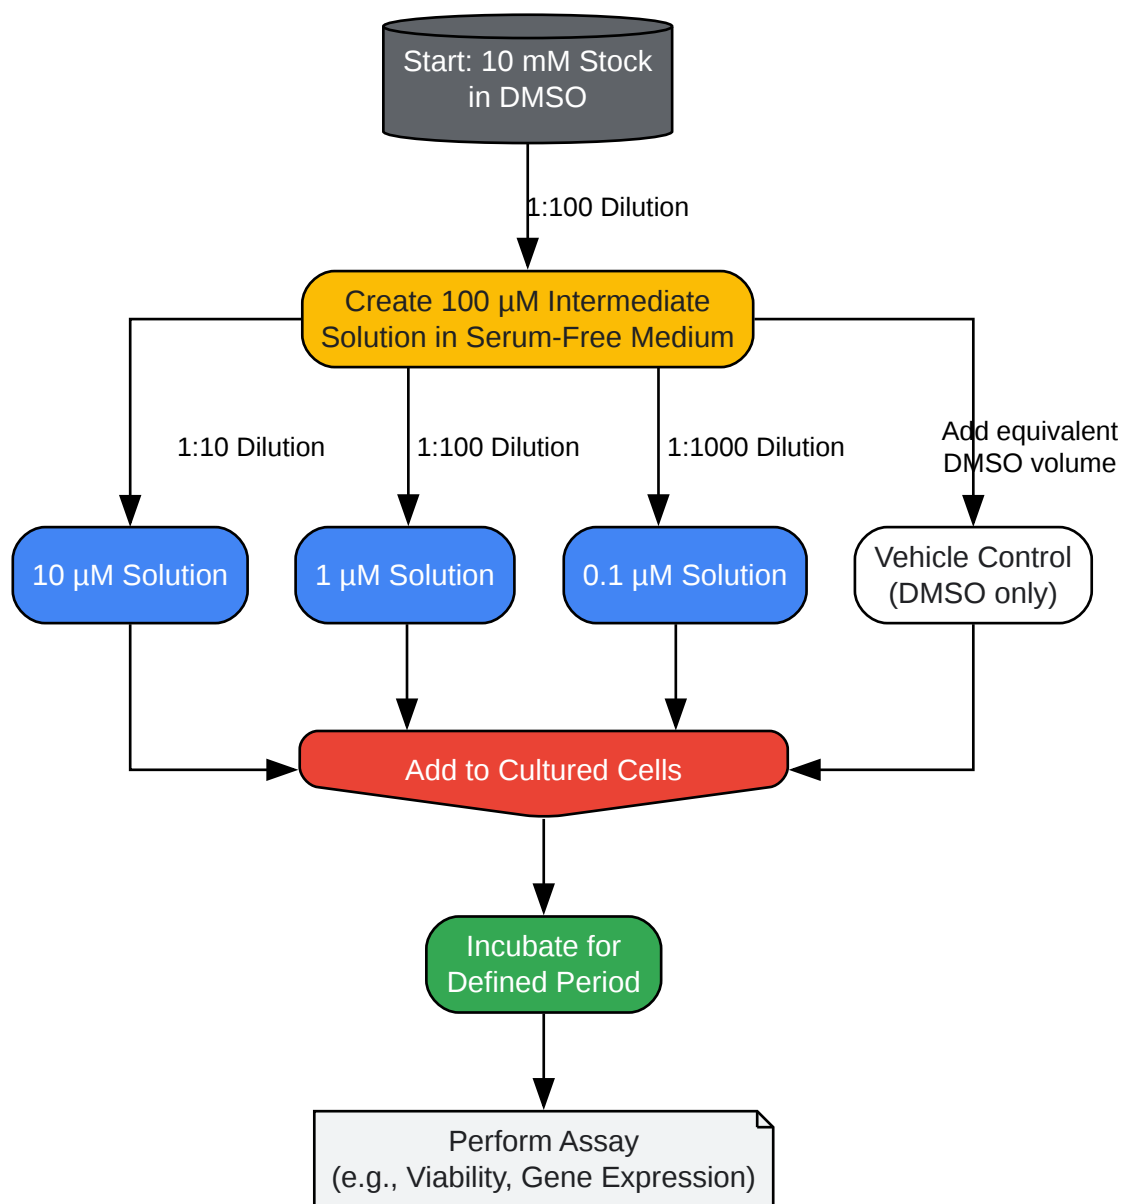 Start: 10 mM Stock
in DMSO
1:100 Dilution
Create 100 µM Intermediate
Solution in Serum-Free Medium
1:10 Dilution
1:100 Dilution
1:1000 Dilution
Add equivalent
DMSO volume
10 µM Solution
1 µM Solution
0.1 µM Solution
Vehicle Control
(DMSO only)
Add to Cultured Cells
Incubate for
Defined Period
Perform Assay
(e.g., Viability, Gene Expression)